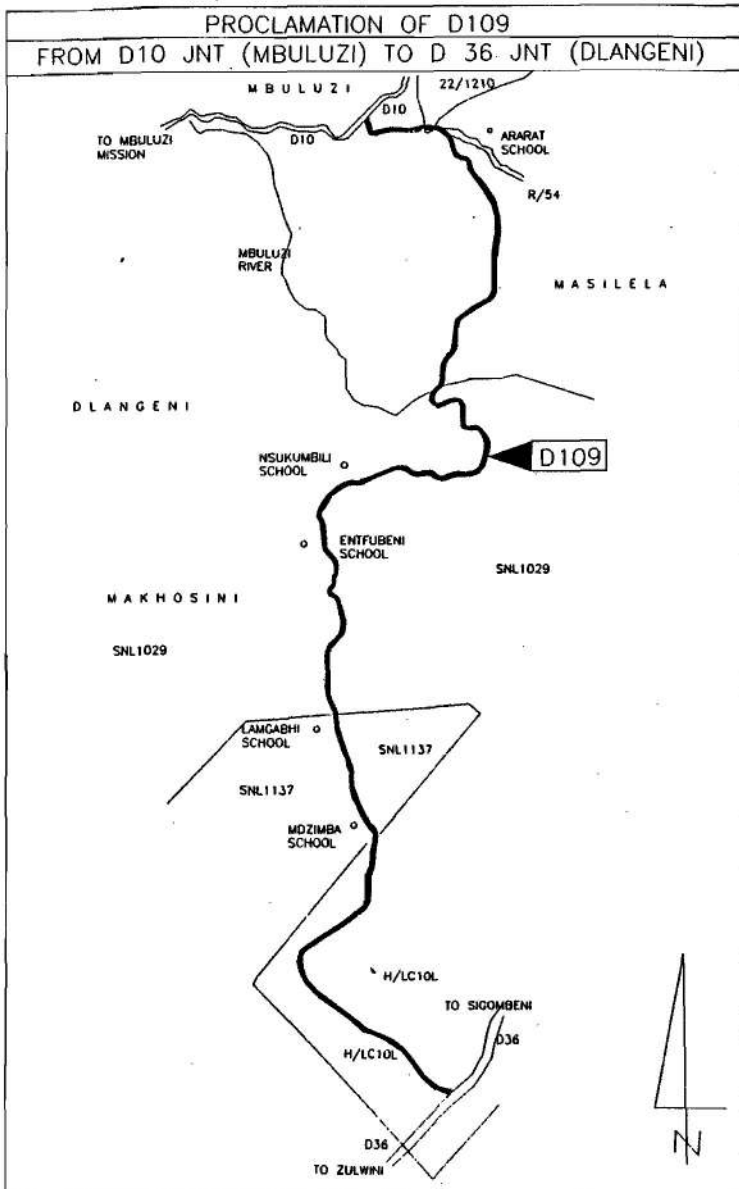 PROCLAMATION OF D109
FROM D10 JNT (MBULUZI) TO D 36 JNT (DLANGENI)
MBULUZI
22/1210
D10
TO MBULUZI
MISSION
D10
ARARAT
SCHOOL
R/54
MBULUZI
RIVER
MASILELA
DLANGENI
NSUKUMBILI
SCHOOL
D109
ENTFUBENI
SCHOOL
SNL1029
MAKHOSINI
SNL1029
LAMGABHI
SCHOOL
SNL1137
SNL1137
MDZIMBA
SCHOOL
H/LC10L
TO SIGOMBENI
D36
H/LC10L
D36
TO ZULWINI
N